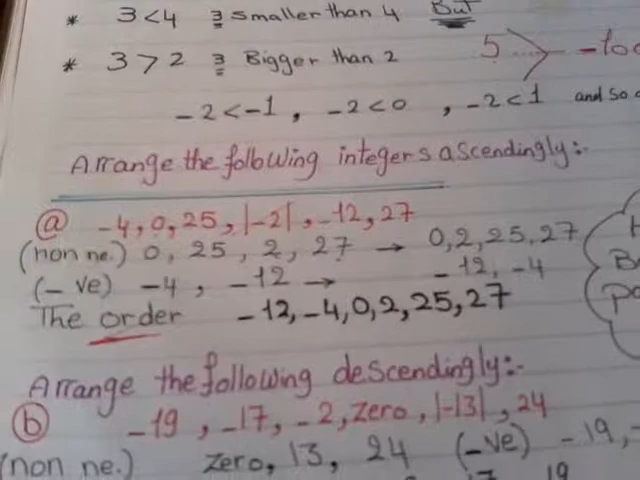 * 3 < 4 3 smaller than 4 But
* 3 > 2 3 Bigger than 2 5
-2 < -1 , -2 < 0 , -2 < 1 and so
Arrange the following integers ascendingly:-
(a) -4, 0, 25, |-2|, -12, 27
(non ne.) 0, 25, 2, 27 → 0, 2, 25, 27
(- ve) -4, -12 → -12, -4
The order -12, -4, 0, 2, 25, 27
Arrange the following descendingly:-
(b) -19, -17, -2, zero, |-13|, 24
(non ne.) zero, 13, 24 (-ve) -19,